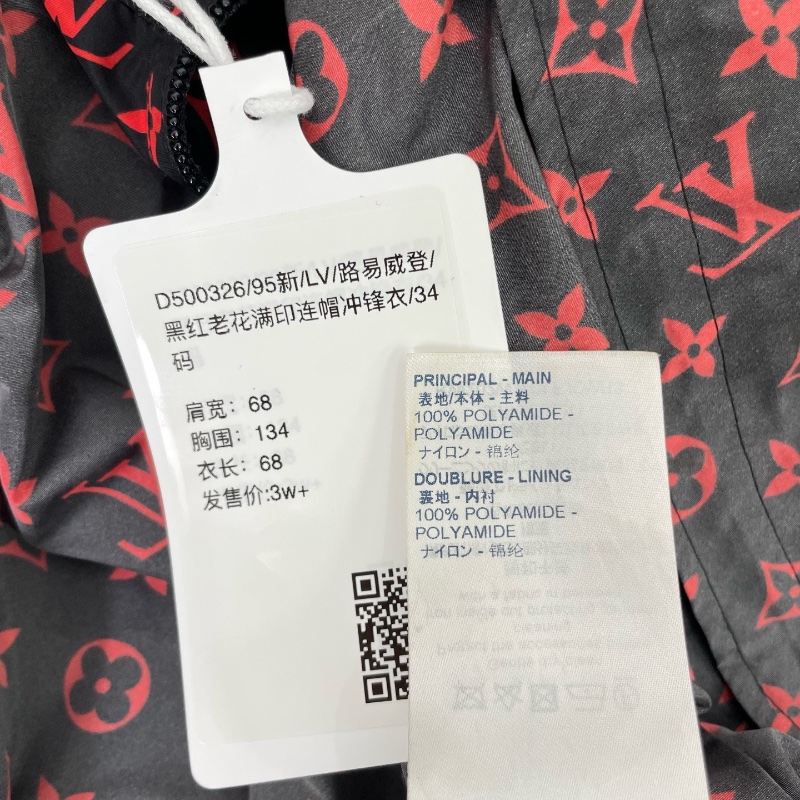 D500326/95新/LV/路易威登/
黑红老花满印连帽冲锋衣/34
码
肩宽：68
胸围：134
衣长：68
发售价:3w+
PRINCIPAL - MAIN
表地/本体 - 主料
100% POLYAMIDE -
POLYAMIDE
ナイロン - 锦纶
DOUBLURE - LINING
裏地 - 内衬
100% POLYAMIDE -
POLYAMIDE
ナイロン - 锦纶